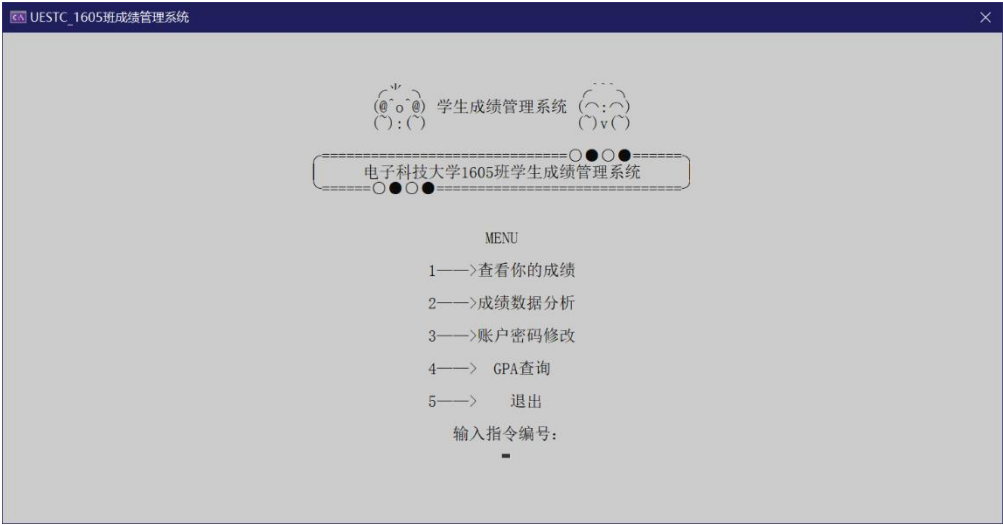 UESTC_1605班成绩管理系统
(@^o^@) 学生成绩管理系统 (⌒:⌒)
(~):(~) (~)v(~)
============================○●○●======
电子科技大学1605班学生成绩管理系统
======○●○●==============================
MENU
1——>查看你的成绩
2——>成绩数据分析
3——>账户密码修改
4——> GPA查询
5——> 退出
输入指令编号: